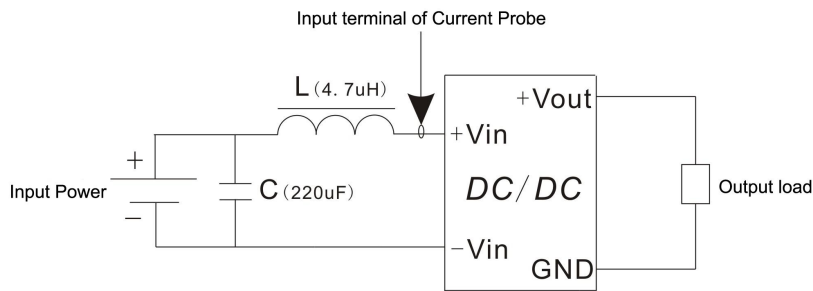 Input terminal of Current Probe
L(4.7uH)
+Vout
+
+Vin
Input Power
C(220uF)
DC/DC
Output load
−
−Vin
GND